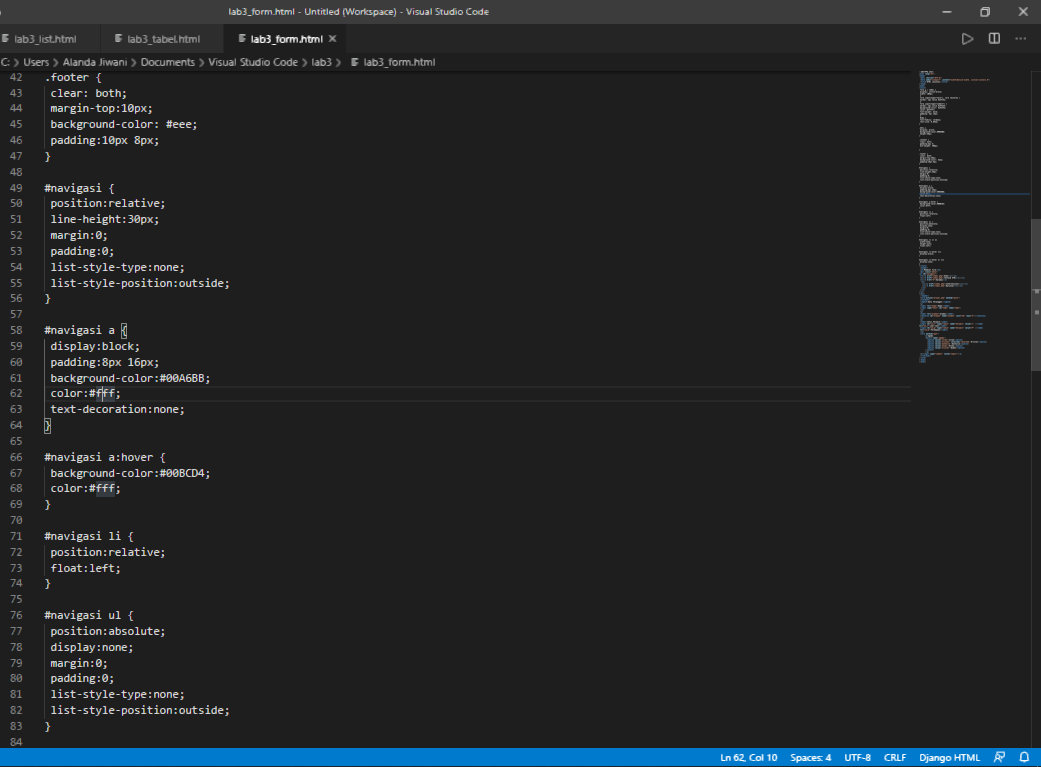 lab3_form.html - Untitled (Workspace) - Visual Studio Code
lab3_list.html lab3_tabel.html lab3_form.html
C: > Users > Alanda Jiwani > Documents > Visual Studio Code > lab3 > lab3_form.html
42 .footer {
43 clear: both;
44 margin-top:10px;
45 background-color: #eee;
46 padding:10px 8px;
47 }
48
49 #navigasi {
50 position:relative;
51 line-height:30px;
52 margin:0;
53 padding:0;
54 list-style-type:none;
55 list-style-position:outside;
56 }
57
58 #navigasi a {
59 display:block;
60 padding:8px 16px;
61 background-color:#00A6BB;
62 color:#fff;
63 text-decoration:none;
64 }
65
66 #navigasi a:hover {
67 background-color:#00BCD4;
68 color:#fff;
69 }
70
71 #navigasi li {
72 position:relative;
73 float:left;
74 }
75
76 #navigasi ul {
77 position:absolute;
78 display:none;
79 margin:0;
80 padding:0;
81 list-style-type:none;
82 list-style-position:outside;
83 }
84
Ln 62, Col 10 Spaces: 4 UTF-8 CRLF Django HTML